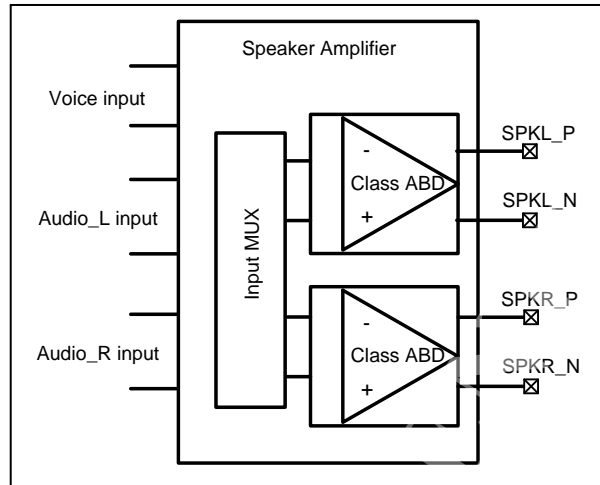 Speaker Amplifier
Voice input
Audio_L input
Audio_R input
Input MUX
-
Class ABD
+
-
Class ABD
+
SPKL_P
SPKL_N
SPKR_P
SPKR_N